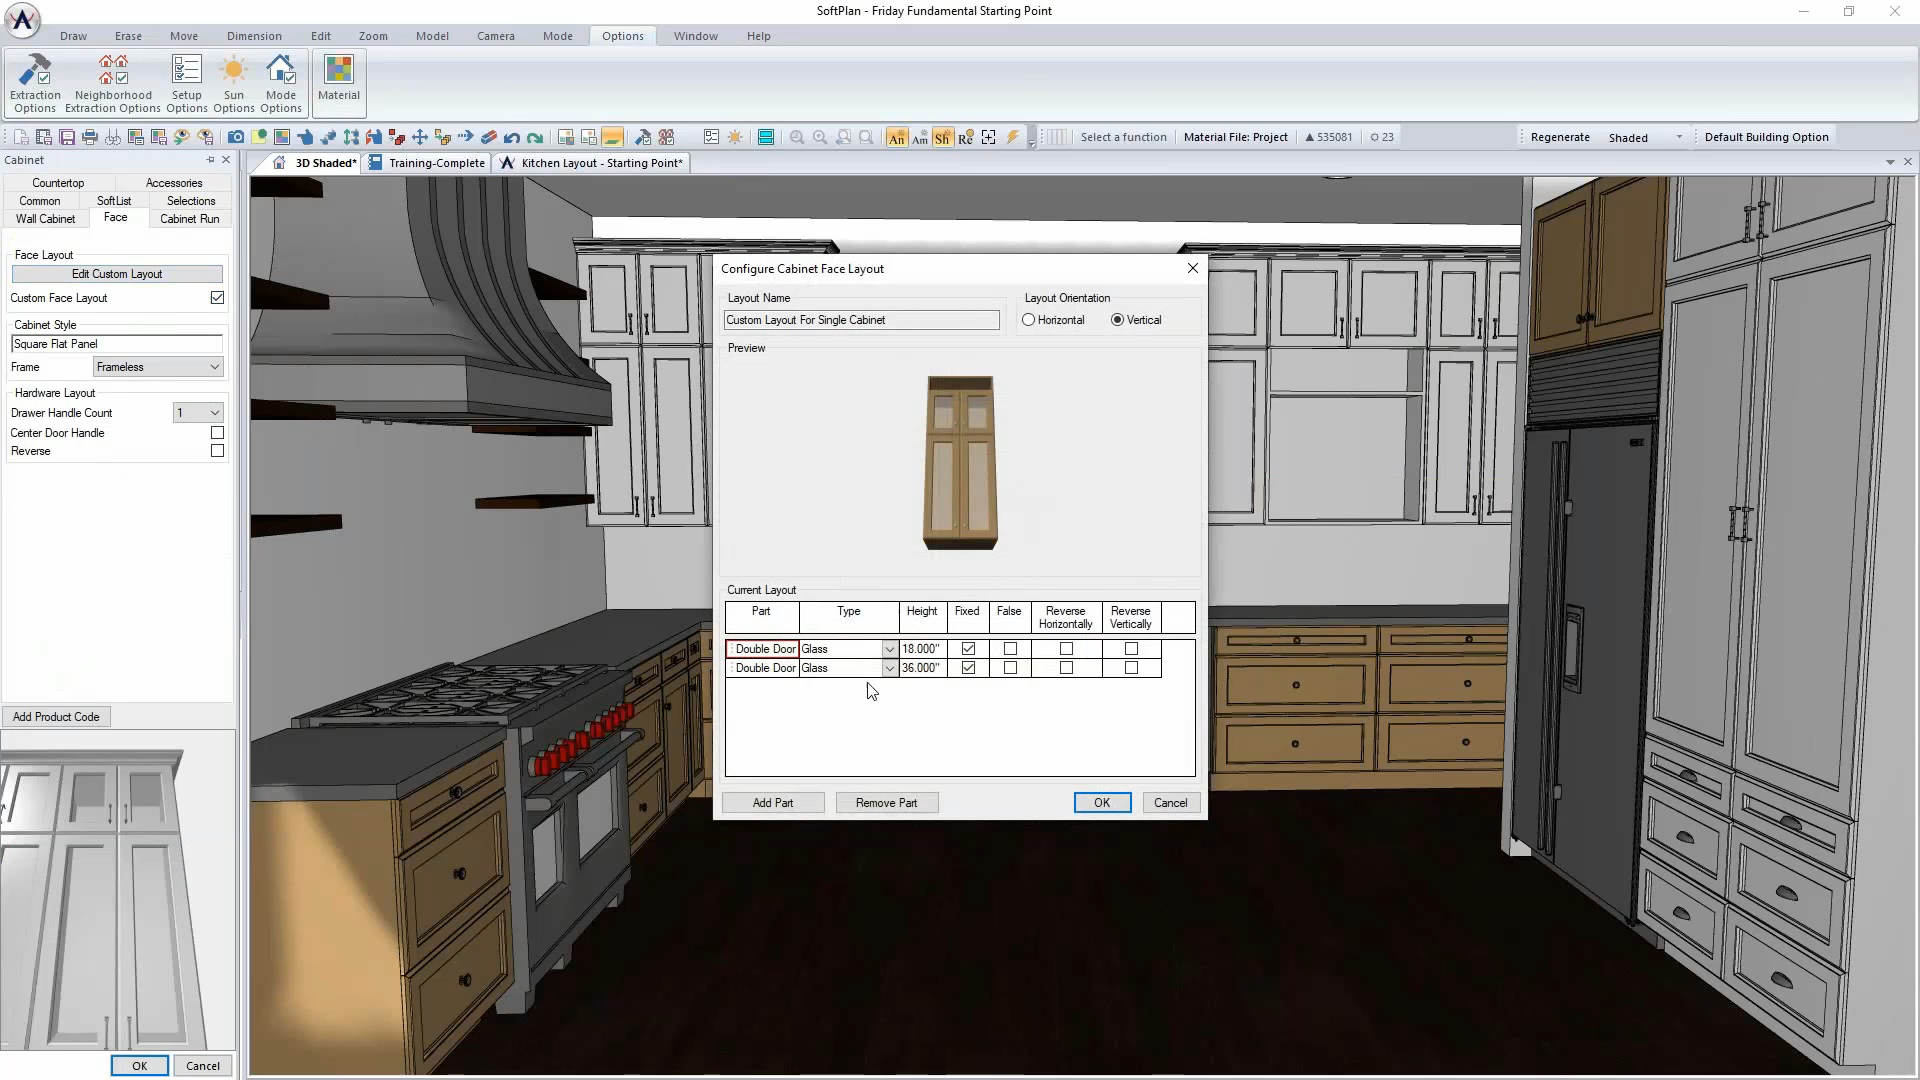 SoftPlan - Friday Fundamental Starting Point
Draw Erase Move Dimension Edit Zoom Model Camera Mode Options Window Help
Extraction Options
Neighborhood Extraction Options
Setup Options
Sun Options
Mode Options
Material
An Am Sh Re Select a function Material File: Project 535081 23 Regenerate Shaded Default Building Option
Cabinet
3D Shaded* Training-Complete Kitchen Layout - Starting Point*
Countertop Accessories
Common SoftList Selections
Wall Cabinet Face Cabinet Run
Face Layout
Edit Custom Layout
Custom Face Layout
Cabinet Style
Square Flat Panel
Frame Frameless
Hardware Layout
Drawer Handle Count 1
Center Door Handle
Reverse
Add Product Code
OK Cancel
Configure Cabinet Face Layout
Layout Name
Custom Layout For Single Cabinet
Layout Orientation
Horizontal Vertical
Preview
Current Layout
Part Type Height Fixed False Reverse Horizontally Reverse Vertically
Double Door Glass 18.000"
Double Door Glass 36.000"
Add Part Remove Part OK Cancel